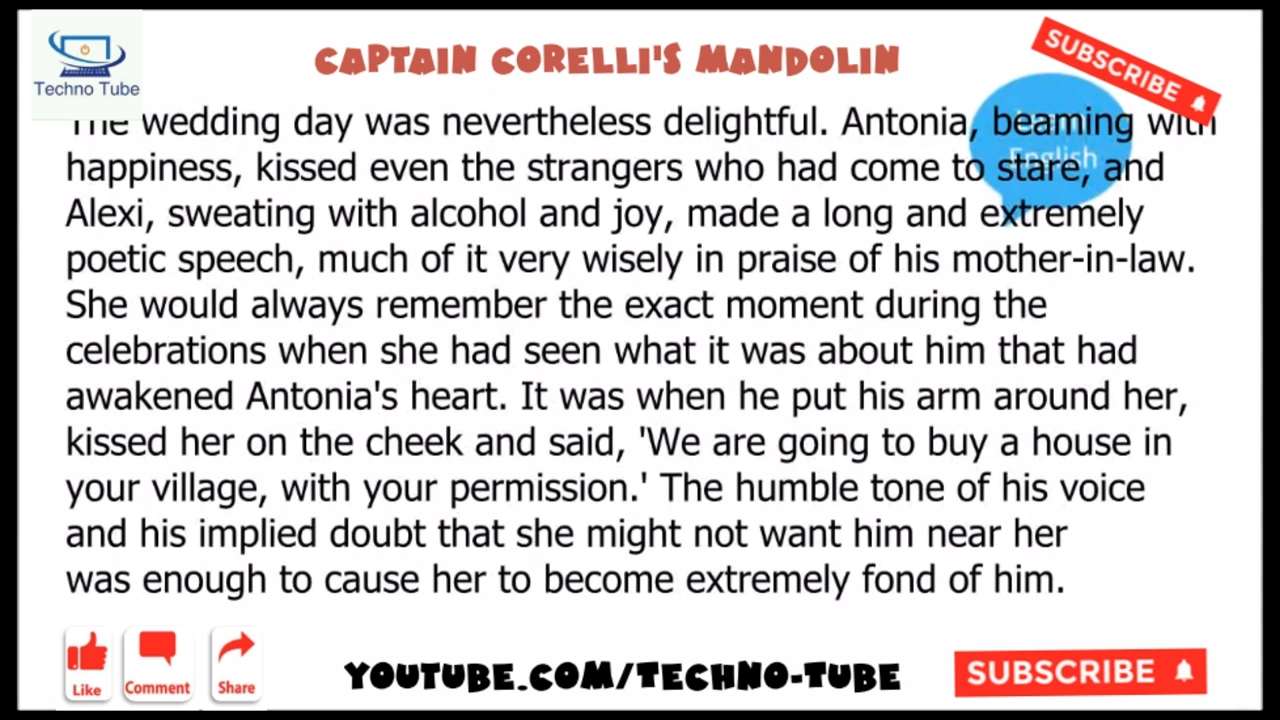 CAPTAIN CORELLI'S MANDOLIN
SUBSCRIBE
Techno Tube
The wedding day was nevertheless delightful. Antonia, beaming with
happiness, kissed even the strangers who had come to stare, and
English
Alexi, sweating with alcohol and joy, made a long and extremely
poetic speech, much of it very wisely in praise of his mother-in-law.
She would always remember the exact moment during the
celebrations when she had seen what it was about him that had
awakened Antonia's heart. It was when he put his arm around her,
kissed her on the cheek and said, 'We are going to buy a house in
your village, with your permission.' The humble tone of his voice
and his implied doubt that she might not want him near her
was enough to cause her to become extremely fond of him.
Like
Comment
Share
YOUTUBE.COM/TECHNO-TUBE
SUBSCRIBE